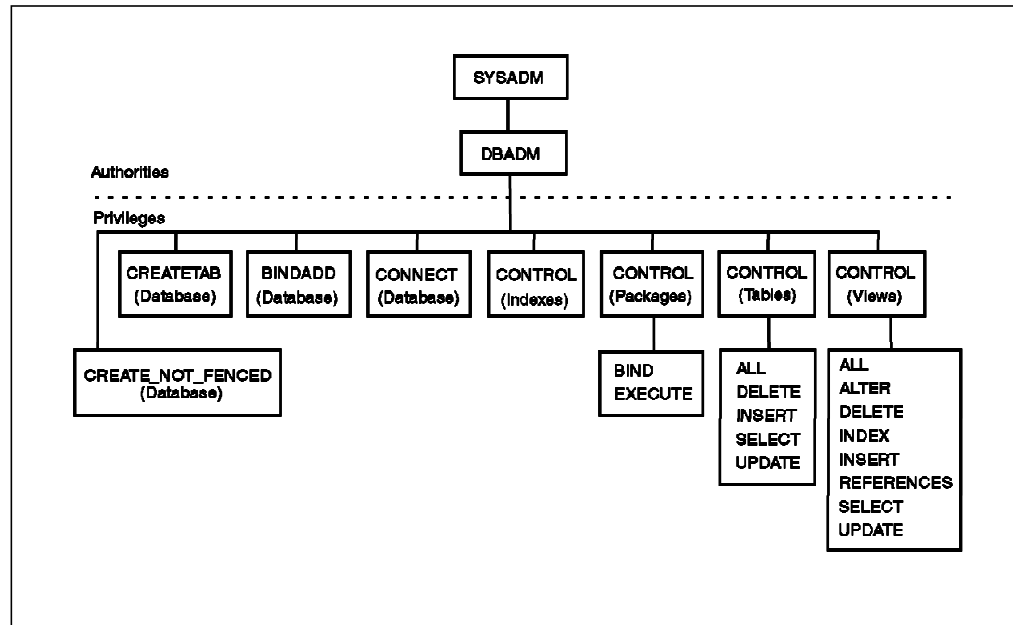 SYSADM
DBADM
Authorities
Privileges
CREATETAB
(Database)
BINDADD
(Database)
CONNECT
(Database)
CONTROL
(Indexes)
CONTROL
(Packages)
CONTROL
(Tables)
CONTROL
(Views)
CREATE_NOT_FENCED
(Database)
BIND
EXECUTE
ALL
DELETE
INSERT
SELECT
UPDATE
ALL
ALTER
DELETE
INDEX
INSERT
REFERENCES
SELECT
UPDATE